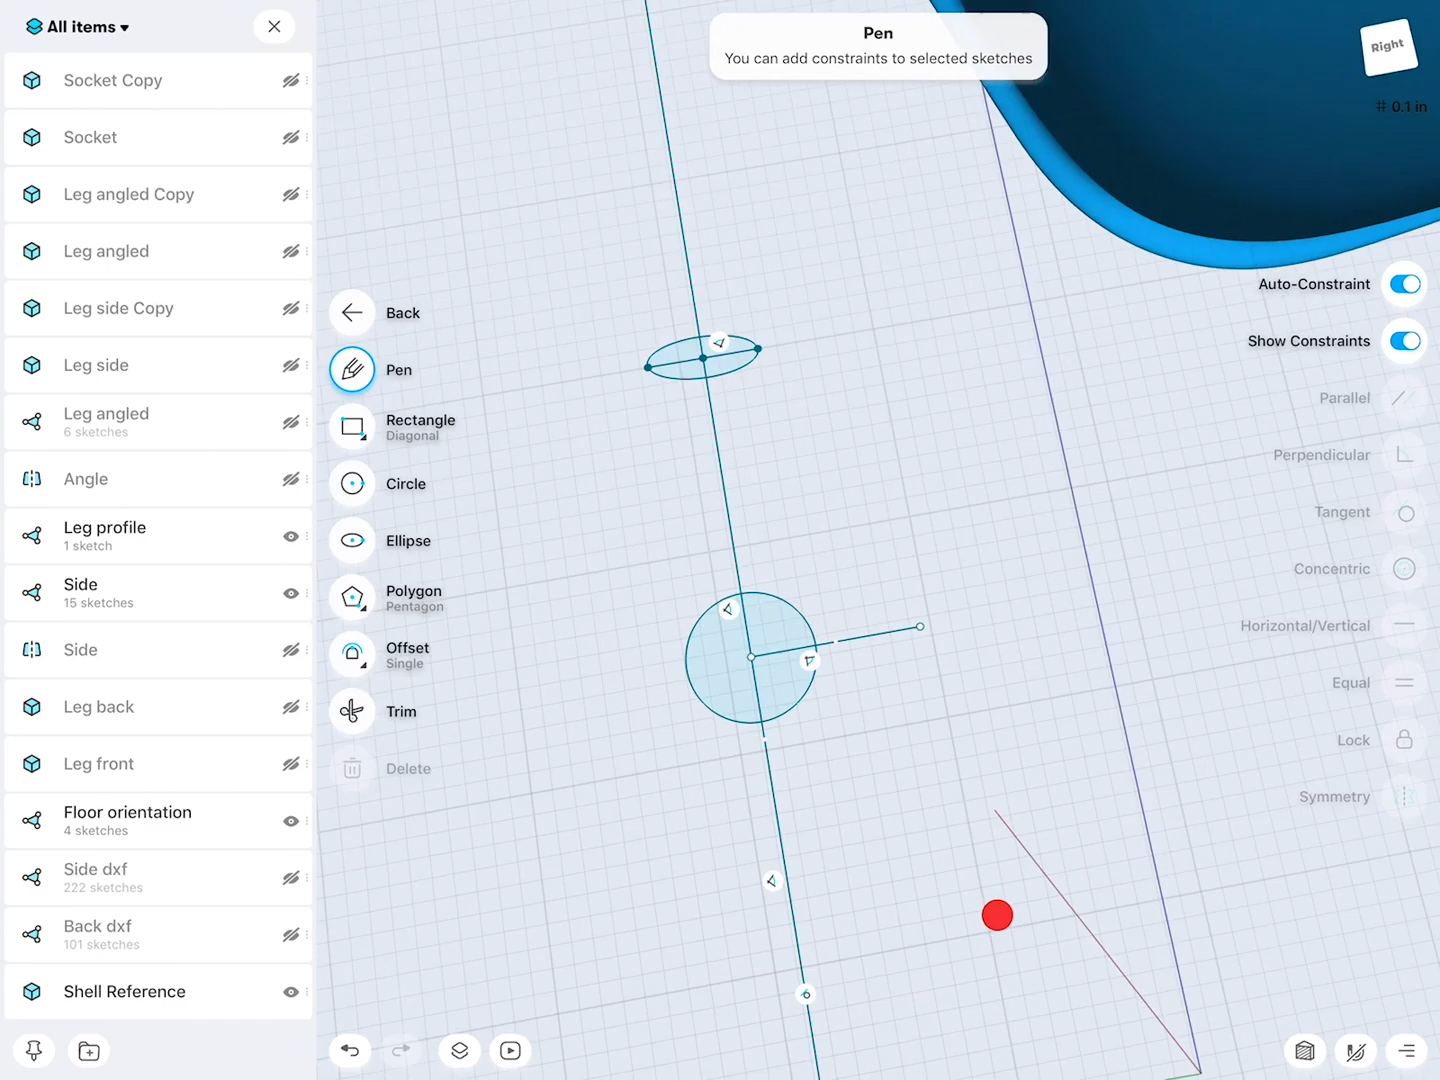 All items
Socket Copy
Socket
Leg angled Copy
Leg angled
Leg side Copy
Leg side
Leg angled
6 sketches
Angle
Leg profile
1 sketch
Side
15 sketches
Side
Leg back
Leg front
Floor orientation
4 sketches
Side dxf
222 sketches
Back dxf
101 sketches
Shell Reference
Pen
You can add constraints to selected sketches
Right
0.1 in
Back
Pen
Rectangle
Diagonal
Circle
Ellipse
Polygon
Pentagon
Offset
Single
Trim
Delete
Auto-Constraint
Show Constraints
Parallel
Perpendicular
Tangent
Concentric
Horizontal/Vertical
Equal
Lock
Symmetry